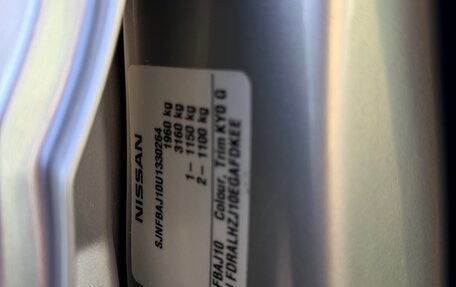 NISSAN
SJNFBAJ10U1330264
1960 kg
3160 kg
1- 1150 kg
2- 1100 kg
FBAJ10 Colour, Trim KY0 G
FDRALHZJ10EGAFDKEE